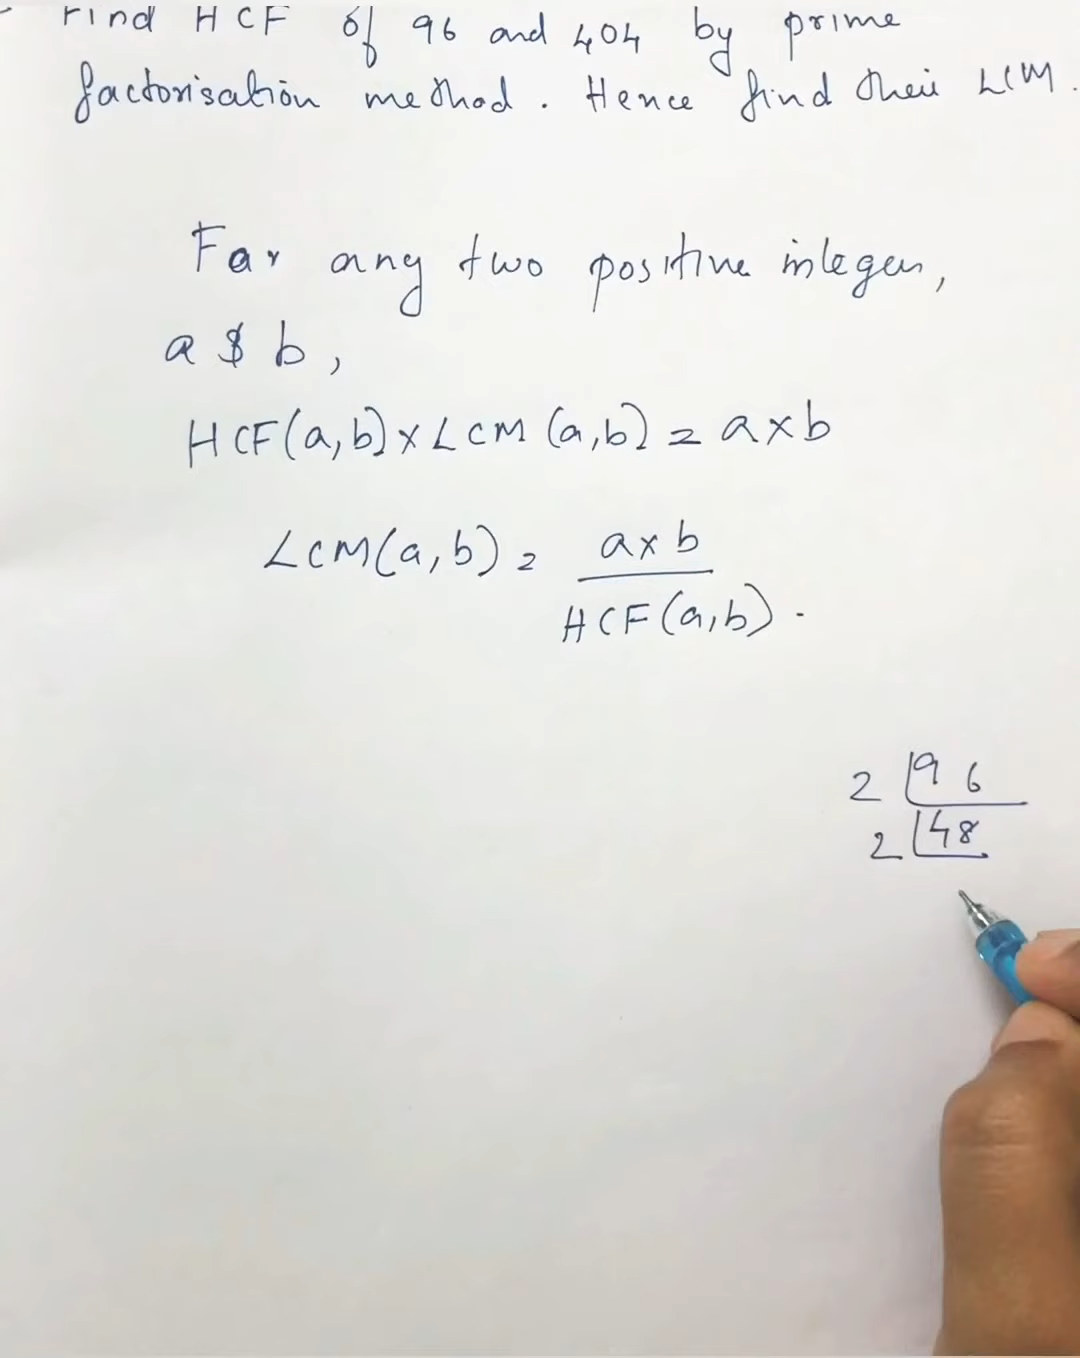 Find HCF of 96 and 404 by prime
factorisation method. Hence find their LCM.
For any two positive integers,
a & b,
HCF(a,b) x LCM (a,b) = a x b
LCM(a,b) = a x b
HCF(a,b).
2 96
2 48